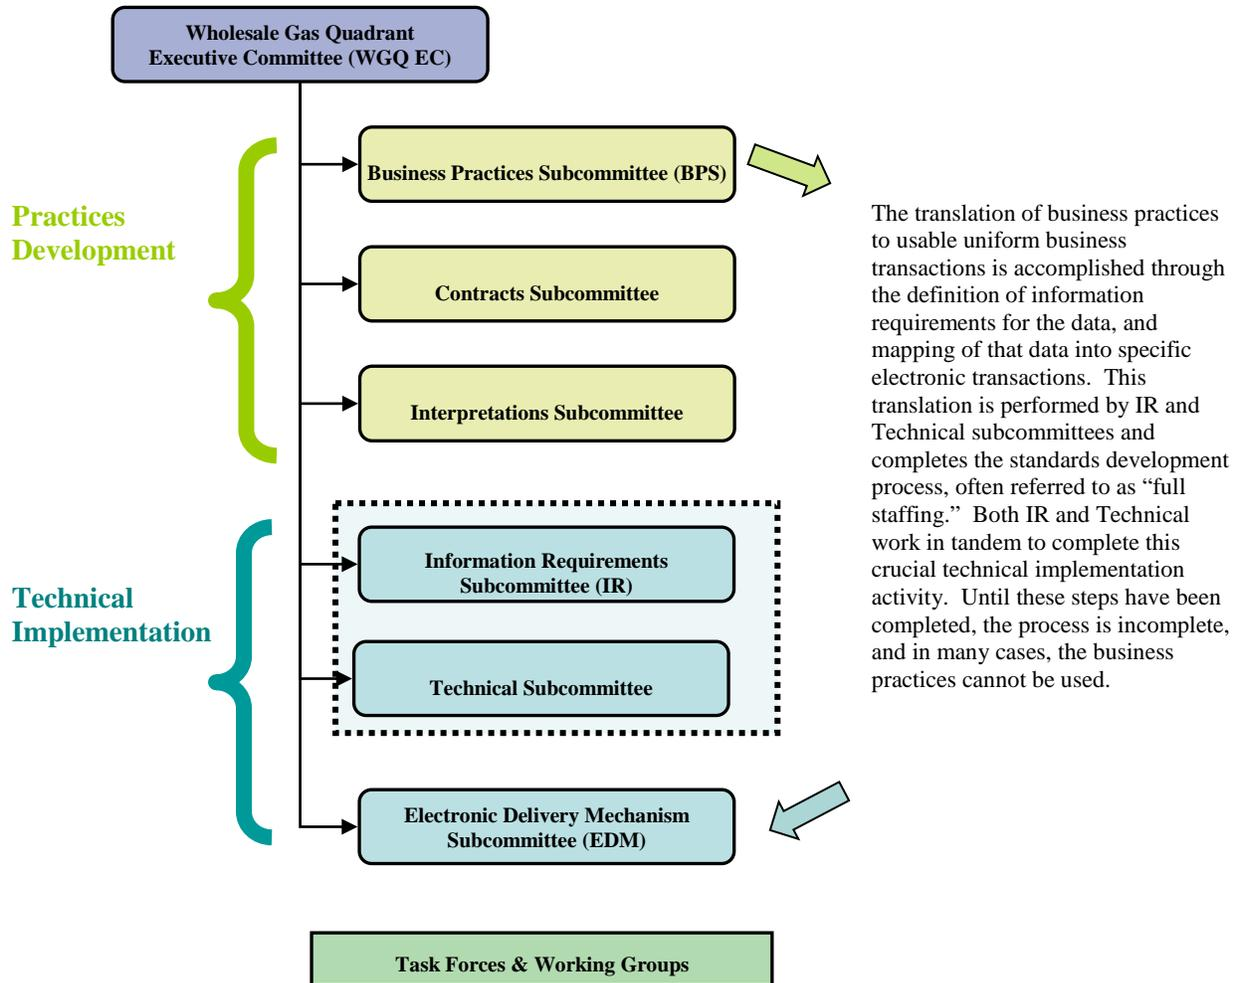 Wholesale Gas Quadrant
Executive Committee (WGQ EC)
Practices
Development
Business Practices Subcommittee (BPS)
Contracts Subcommittee
Interpretations Subcommittee
Technical
Implementation
Information Requirements
Subcommittee (IR)
Technical Subcommittee
Electronic Delivery Mechanism
Subcommittee (EDM)
Task Forces & Working Groups
The translation of business practices
to usable uniform business
transactions is accomplished through
the definition of information
requirements for the data, and
mapping of that data into specific
electronic transactions.  This
translation is performed by IR and
Technical subcommittees and
completes the standards development
process, often referred to as “full
staffing.”  Both IR and Technical
work in tandem to complete this
crucial technical implementation
activity.  Until these steps have been
completed, the process is incomplete,
and in many cases, the business
practices cannot be used.